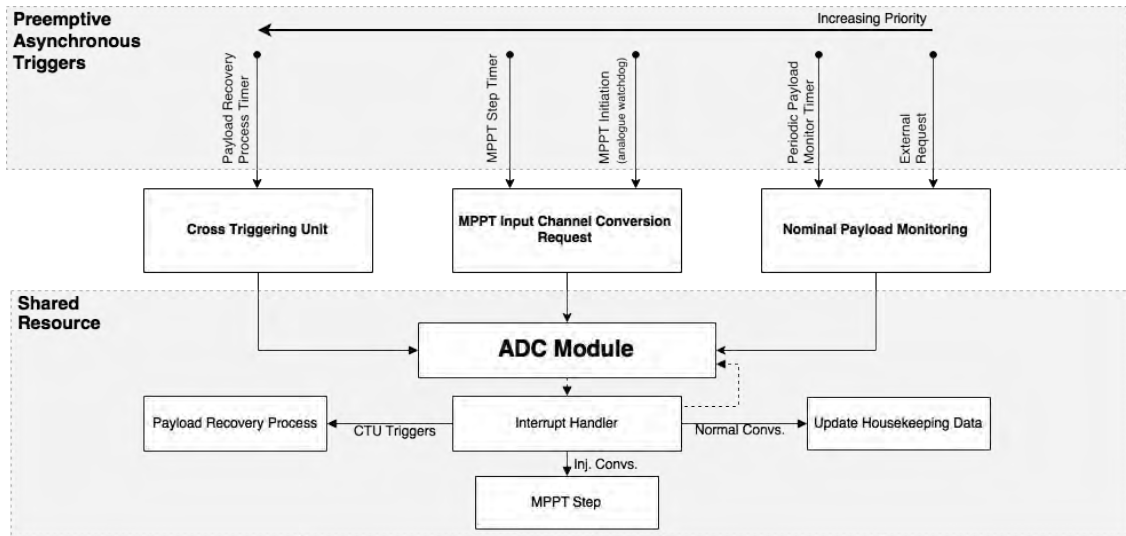 Preemptive
Asynchronous
Triggers
Increasing Priority
Payload Recovery
Process Timer
MPPT Step Timer
MPPT Initiation
(analogue watchdog)
Periodic Payload
Monitor Timer
External
Request
Cross Triggering Unit
MPPT Input Channel Conversion
Request
Nominal Payload Monitoring
Shared
Resource
ADC Module
Payload Recovery Process
CTU Triggers
Interrupt Handler
Normal Convs.
Update Housekeeping Data
Inj. Convs.
MPPT Step